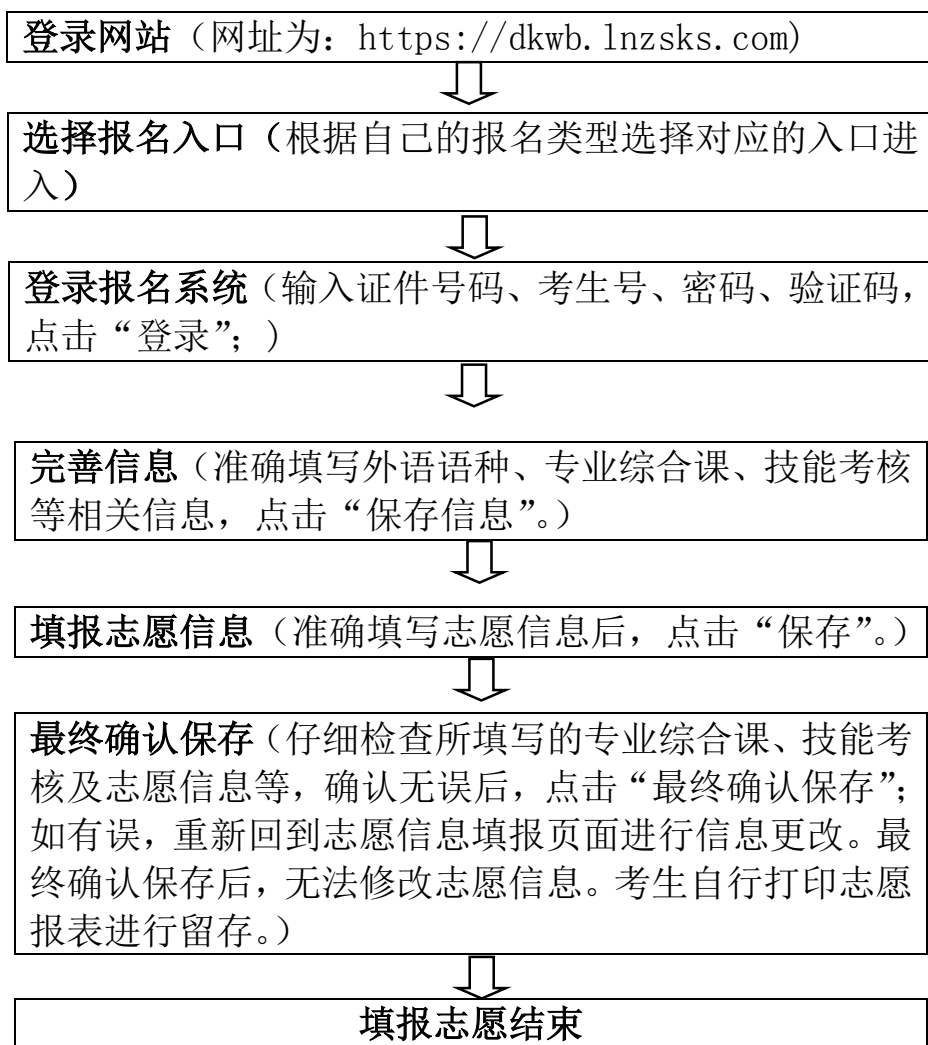 登录网站（网址为：https://dkwb.lnzsks.com)
选择报名入口（根据自己的报名类型选择对应的入口进
入）
登录报名系统（输入证件号码、考生号、密码、验证码，
点击“登录”；）
完善信息（准确填写外语语种、专业综合课、技能考核
等相关信息，点击“保存信息”。）
填报志愿信息（准确填写志愿信息后，点击“保存”。）
最终确认保存（仔细检查所填写的专业综合课、技能考
核及志愿信息等，确认无误后，点击“最终确认保存”；
如有误，重新回到志愿信息填报页面进行信息更改。最
终确认保存后，无法修改志愿信息。考生自行打印志愿
报表进行留存。）
填报志愿结束